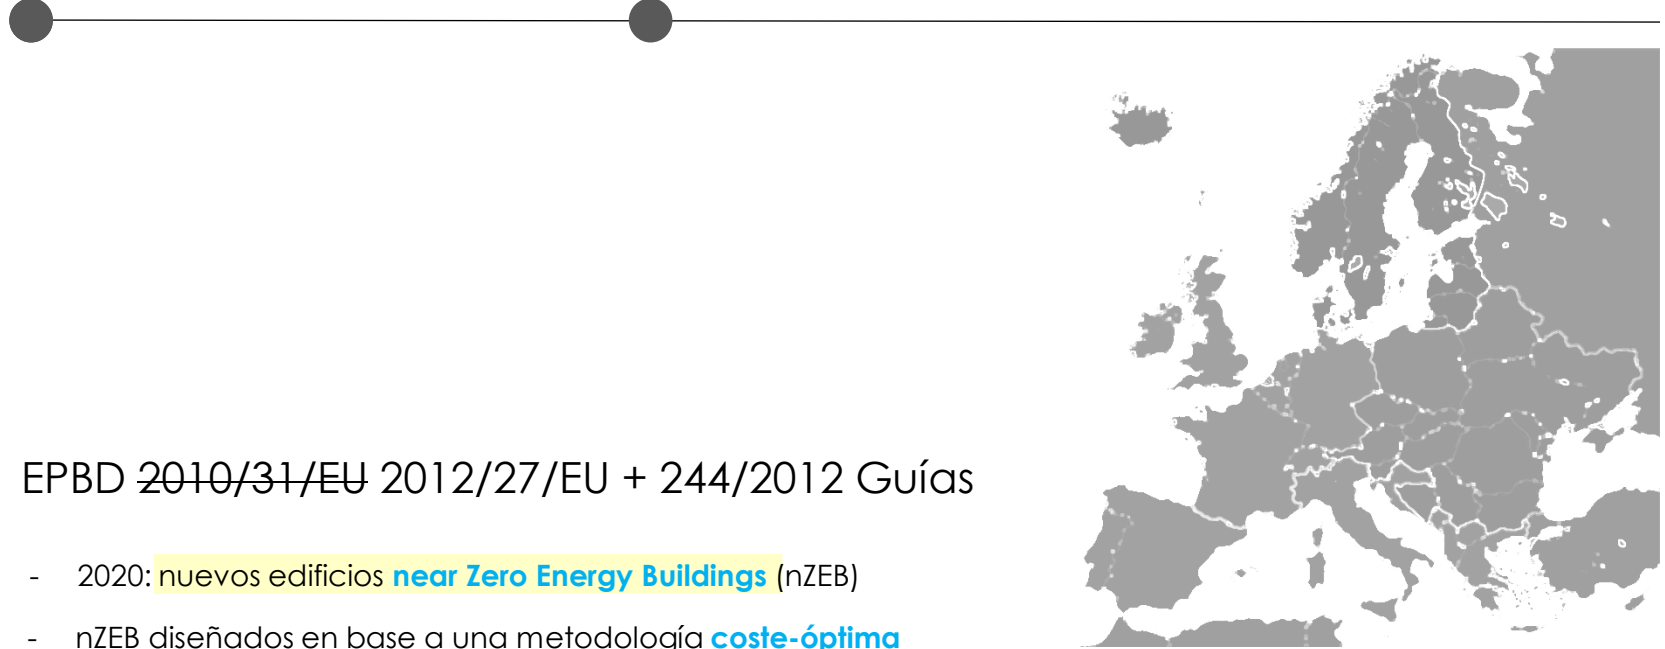 EPBD 2010/31/EU 2012/27/EU + 244/2012 Guías
- 2020: nuevos edificios near Zero Energy Buildings (nZEB)
- nZEB diseñados en base a una metodología coste-óptima